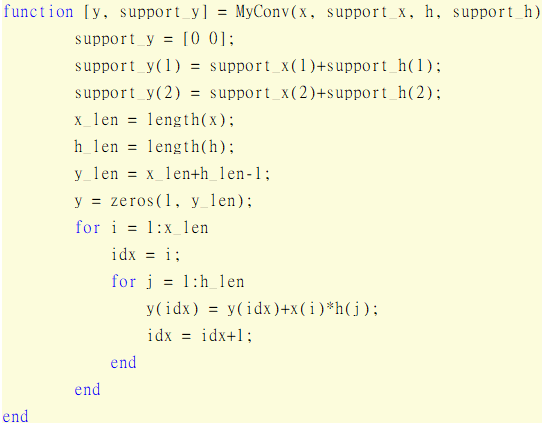 function [y, support_y] = MyConv(x, support_x, h, support_h)
support_y = [0 0];
support_y(1) = support_x(1)+support_h(1);
support_y(2) = support_x(2)+support_h(2);
x_len = length(x);
h_len = length(h);
y_len = x_len+h_len-1;
y = zeros(1, y_len);
for i = 1:x_len
idx = i;
for j = 1:h_len
y(idx) = y(idx)+x(i)*h(j);
idx = idx+1;
end
end
end